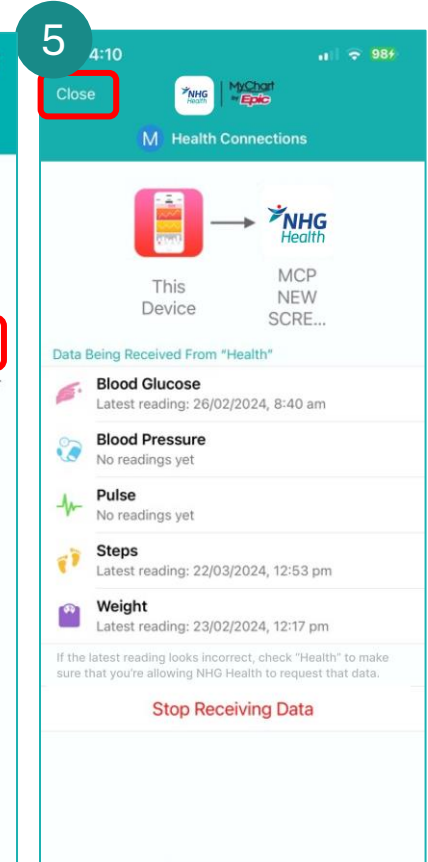 5
4:10
98
Close
NHG
Health
MyChart
by Epic
M Health Connections
NHG
Health
This
Device
MCP
NEW
SCRE...
Data Being Received From "Health"
Blood Glucose
Latest reading: 26/02/2024, 8:40 am
Blood Pressure
No readings yet
Pulse
No readings yet
Steps
Latest reading: 22/03/2024, 12:53 pm
Weight
Latest reading: 23/02/2024, 12:17 pm
If the latest reading looks incorrect, check "Health" to make
sure that you're allowing NHG Health to request that data.
Stop Receiving Data